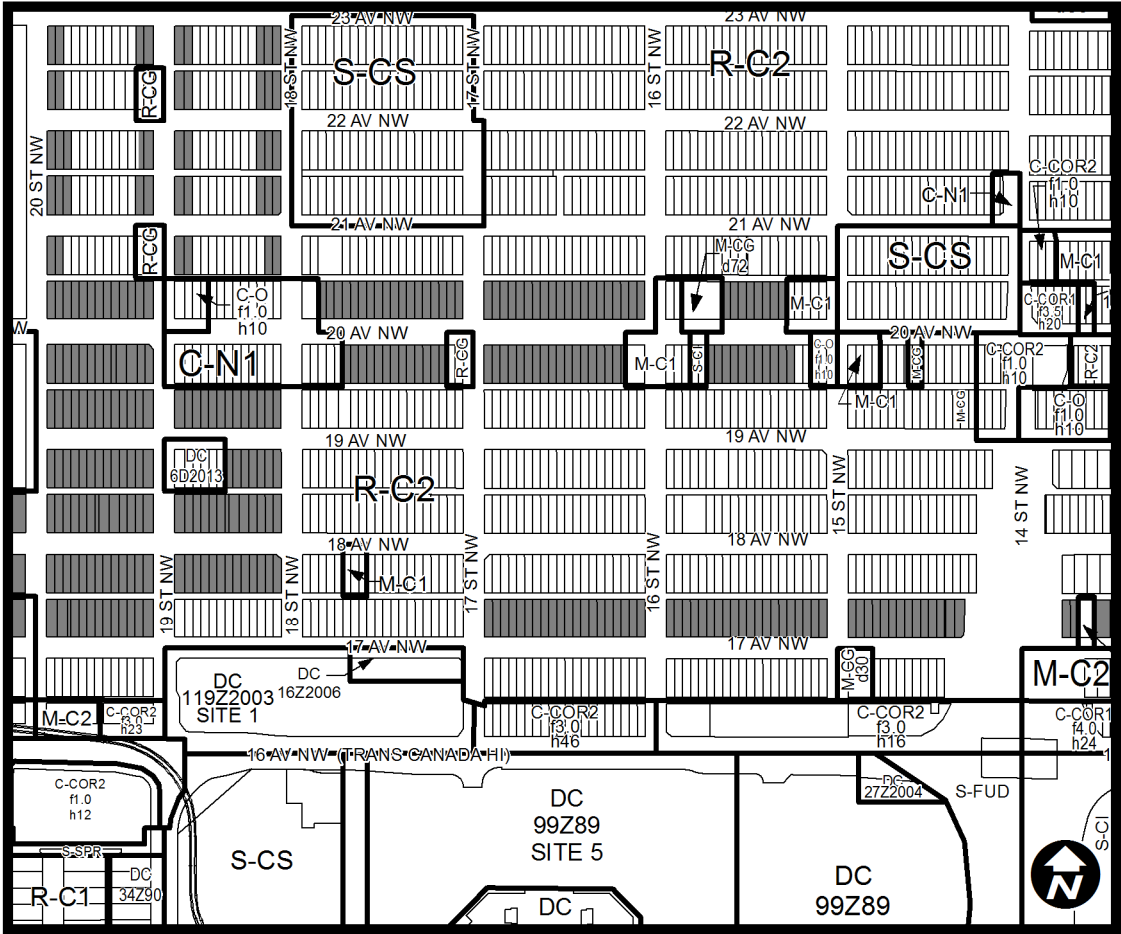 23 AV NW
23 AV NW
18 ST NW
S-CS
17 ST NW
16 ST NW
R-C2
R-CG
22 AV NW
22 AV NW
20 ST NW
C-COR2
f1.0
h10
C-N1
21 AV NW
21 AV NW
R-CG
M-CG
d72
S-CS
M-C1
C-O
f1.0
h10
M-C1
C-COR1
f3.5
h20
20 AV NW
20 AV NW
C-N1
R-CG
M-C1
S-CI
C-O
f1.0
h10
M-CG
C-COR2
f1.0
h10
R-C2
M-C1
M-CG
C-O
f1.0
h10
19 AV NW
19 AV NW
DC
6D2013
R-C2
15 ST NW
14 ST NW
18 AV NW
18 AV NW
19 ST NW
18 ST NW
M-C1
17 ST NW
16 ST NW
17 AV NW
17 AV NW
DC
119Z2003
SITE 1
DC
16Z2006
M-CG
d30
M-C2
M-C2
C-COR2
f3.0
h23
C-COR2
f3.0
h46
C-COR2
f3.0
h16
C-COR1
f4.0
h24
16 AV NW (TRANS CANADA HI)
C-COR2
f1.0
h12
DC
99Z89
SITE 5
DC
27Z2004
S-FUD
S-CI
S-SPR
S-CS
R-C1
DC
34Z90
DC
DC
99Z89
N